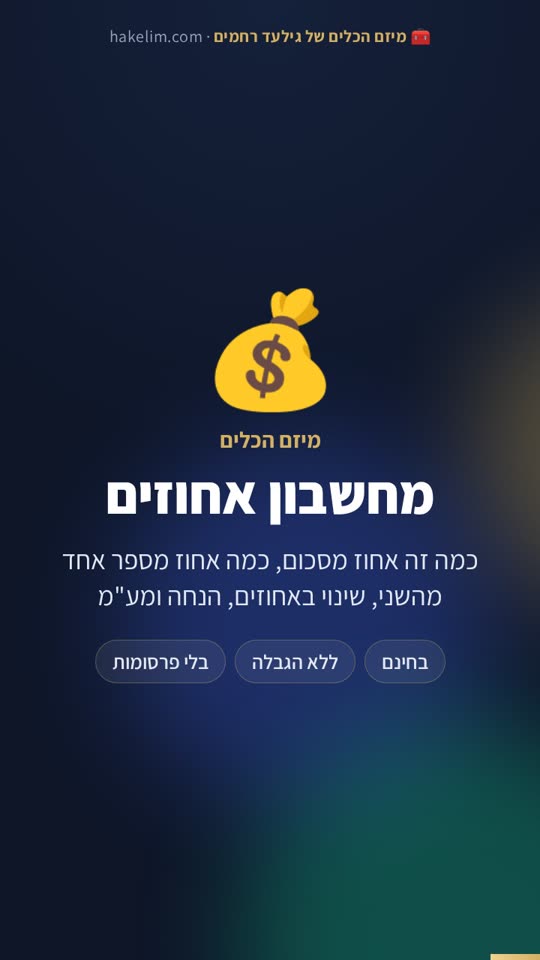 🧰 מיזם הכלים של גילעד רחמים · hakelim.com
מיזם הכלים
מחשבון אחוזים
כמה זה אחוז מסכום, כמה אחוז מספר אחד
מהשני, שינוי באחוזים, הנחה ומע"מ
בחינם
ללא הגבלה
בלי פרסומות